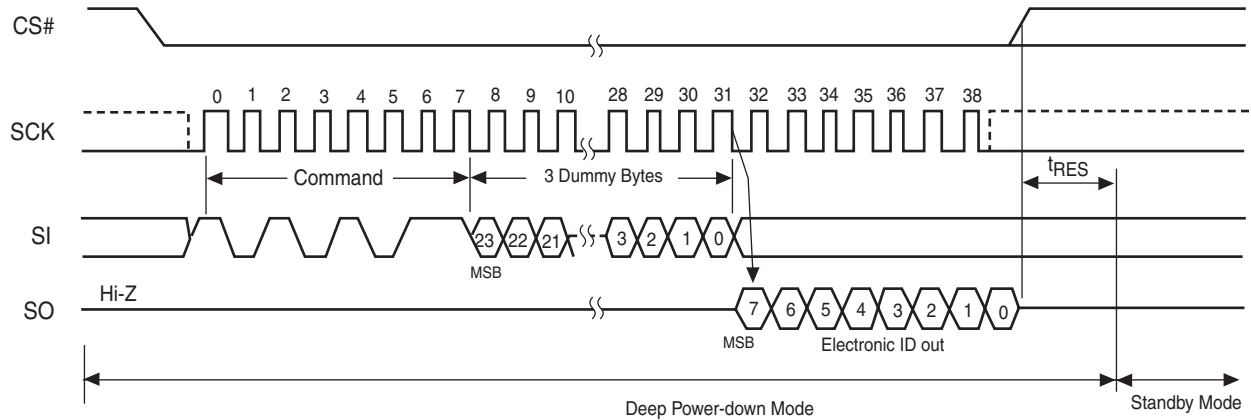 CS#
0 1 2 3 4 5 6 7 8 9 10 28 29 30 31 32 33 34 35 36 37 38
SCK
tRES
Command
3 Dummy Bytes
SI
23 22 21 3 2 1 0
MSB
Hi-Z
SO
7 6 5 4 3 2 1 0
MSB
Electronic ID out
Deep Power-down Mode
Standby Mode